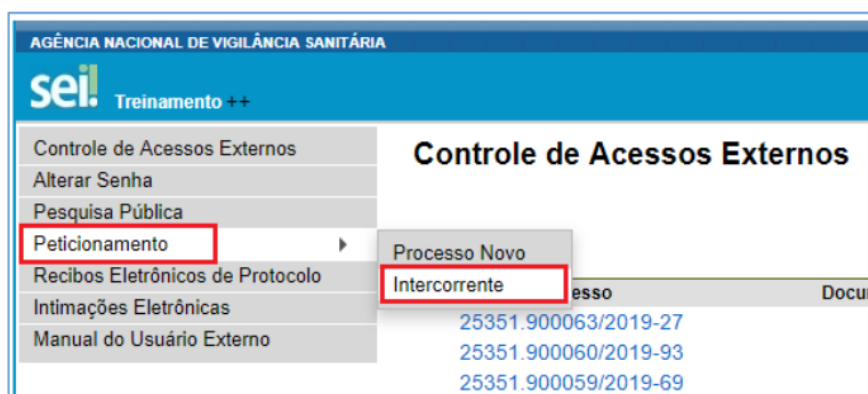 AGÊNCIA NACIONAL DE VIGILÂNCIA SANITÁRIA
sei!
Treinamento ++
Controle de Acessos Externos
Alterar Senha
Pesquisa Pública
Peticionamento
Recibos Eletrônicos de Protocolo
Intimações Eletrônicas
Manual do Usuário Externo
Controle de Acessos Externos
Processo Novo
Intercorrente
esso
Docu
25351.900063/2019-27
25351.900060/2019-93
25351.900059/2019-69